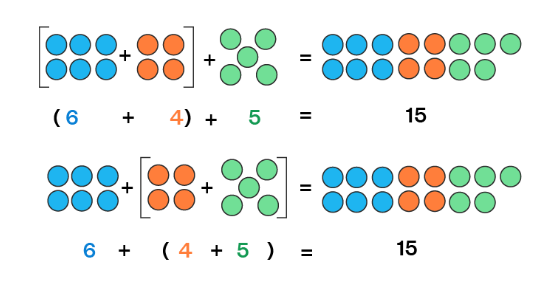 [ + ] + =
(6 + 4) + 5 = 15
+ [ + ] =
6 + (4 + 5) = 15